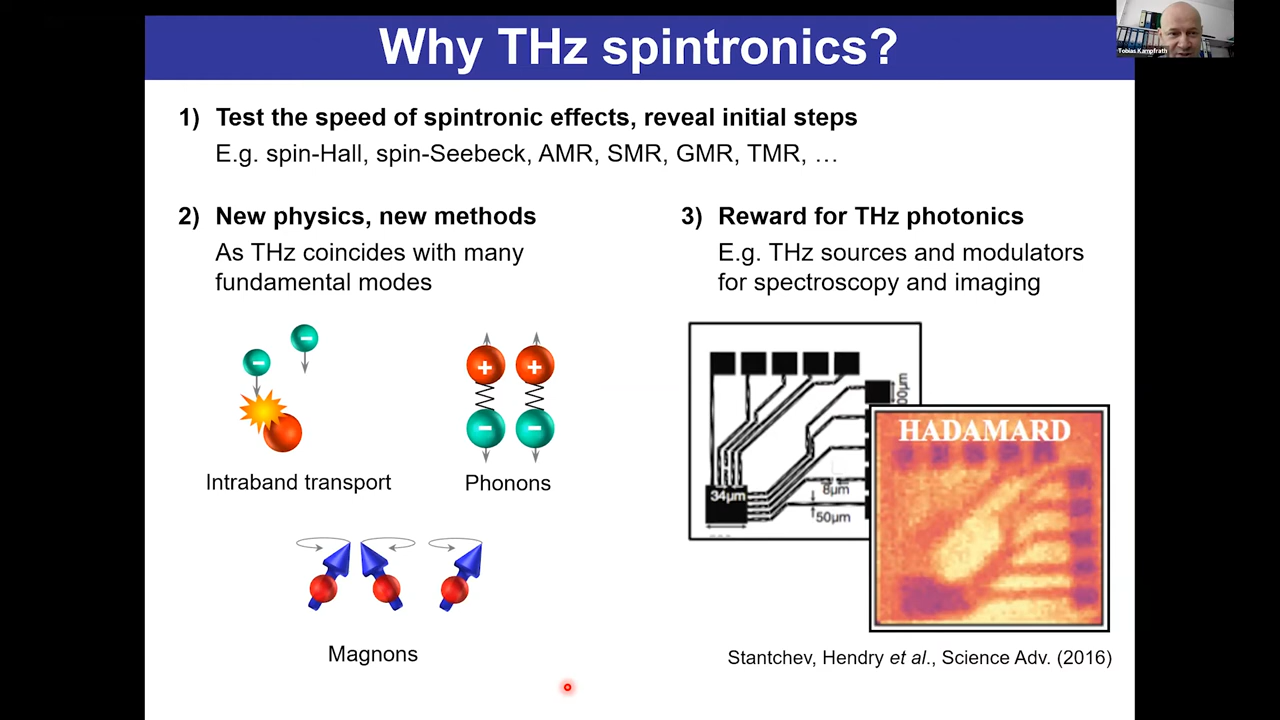 Why THz spintronics?
Tobias Kampfrath
1) Test the speed of spintronic effects, reveal initial steps
E.g. spin-Hall, spin-Seebeck, AMR, SMR, GMR, TMR, …
2) New physics, new methods
As THz coincides with many
fundamental modes
Intraband transport
Phonons
Magnons
3) Reward for THz photonics
E.g. THz sources and modulators
for spectroscopy and imaging
34μm
8μm
50μm
HADAMARD
Stantchev, Hendry et al., Science Adv. (2016)